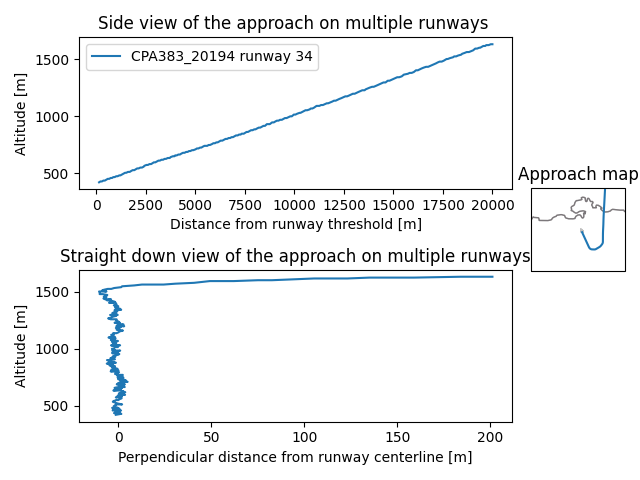 Side view of the approach on multiple runways
Altitude [m]
1500
1000
500
CPA383_20194 runway 34
0 2500 5000 7500 10000 12500 15000 17500 20000
Distance from runway threshold [m]
Approach map
Straight down view of the approach on multiple runways
Altitude [m]
1500
1000
500
0 50 100 150 200
Perpendicular distance from runway centerline [m]